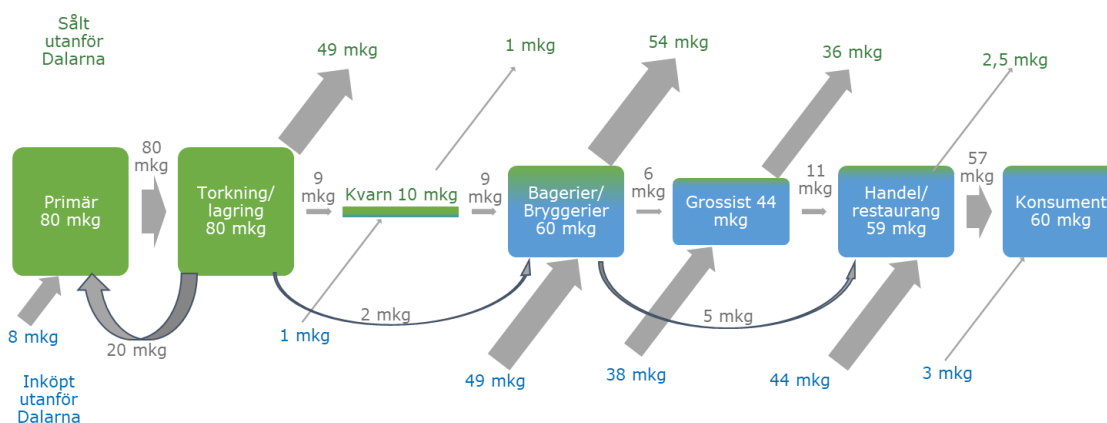 Sålt
utanför
Dalarna
49 mkg
1 mkg
54 mkg
36 mkg
2,5 mkg
Primär
80 mkg
80
mkg
Torkning/
lagring
80 mkg
9
mkg
Kvarn 10 mkg
9
mkg
Bagerier/
Bryggerier
60 mkg
6
mkg
Grossist 44
mkg
11
mkg
Handel/
restaurang
59 mkg
57
mkg
Konsument
60 mkg
8 mkg
20 mkg
1 mkg
2 mkg
49 mkg
38 mkg
5 mkg
44 mkg
3 mkg
Inköpt
utanför
Dalarna